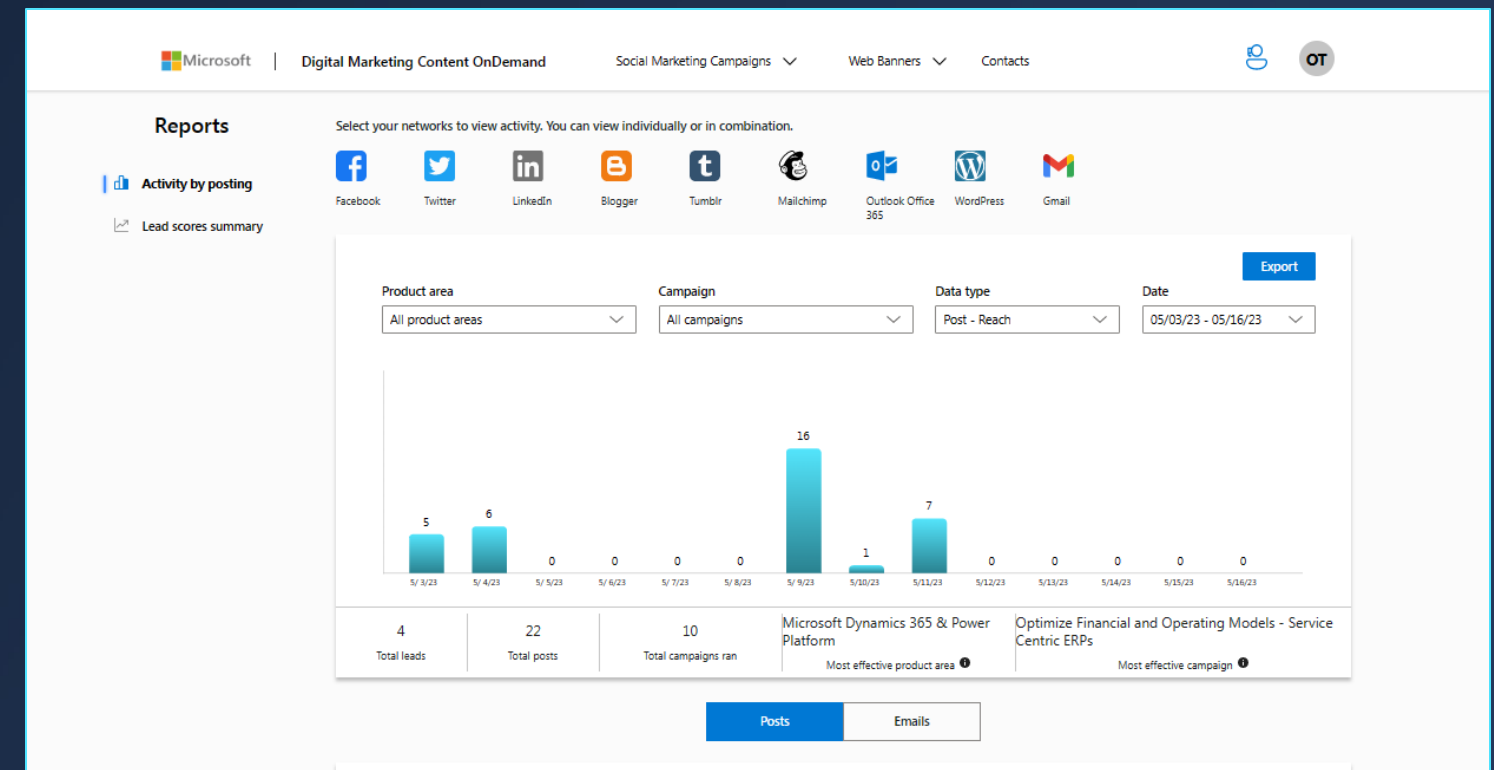 Microsoft | Digital Marketing Content OnDemand Social Marketing Campaigns Web Banners Contacts OT
Reports
Activity by posting
Lead scores summary
Select your networks to view activity. You can view individually or in combination.
Facebook Twitter LinkedIn Blogger Tumblr Mailchimp Outlook Office 365 WordPress Gmail
Export
Product area Campaign Data type Date
All product areas All campaigns Post - Reach 05/03/23 - 05/16/23
5 6 0 0 0 0 16 1 7 0 0 0 0 0
5/ 3/23 5/ 4/23 5/ 5/23 5/ 6/23 5/ 7/23 5/ 8/23 5/ 9/23 5/10/23 5/11/23 5/12/23 5/13/23 5/14/23 5/15/23 5/16/23
4
Total leads
22
Total posts
10
Total campaigns ran
Microsoft Dynamics 365 & Power
Platform
Most effective product area
Optimize Financial and Operating Models - Service
Centric ERPs
Most effective campaign
Posts Emails